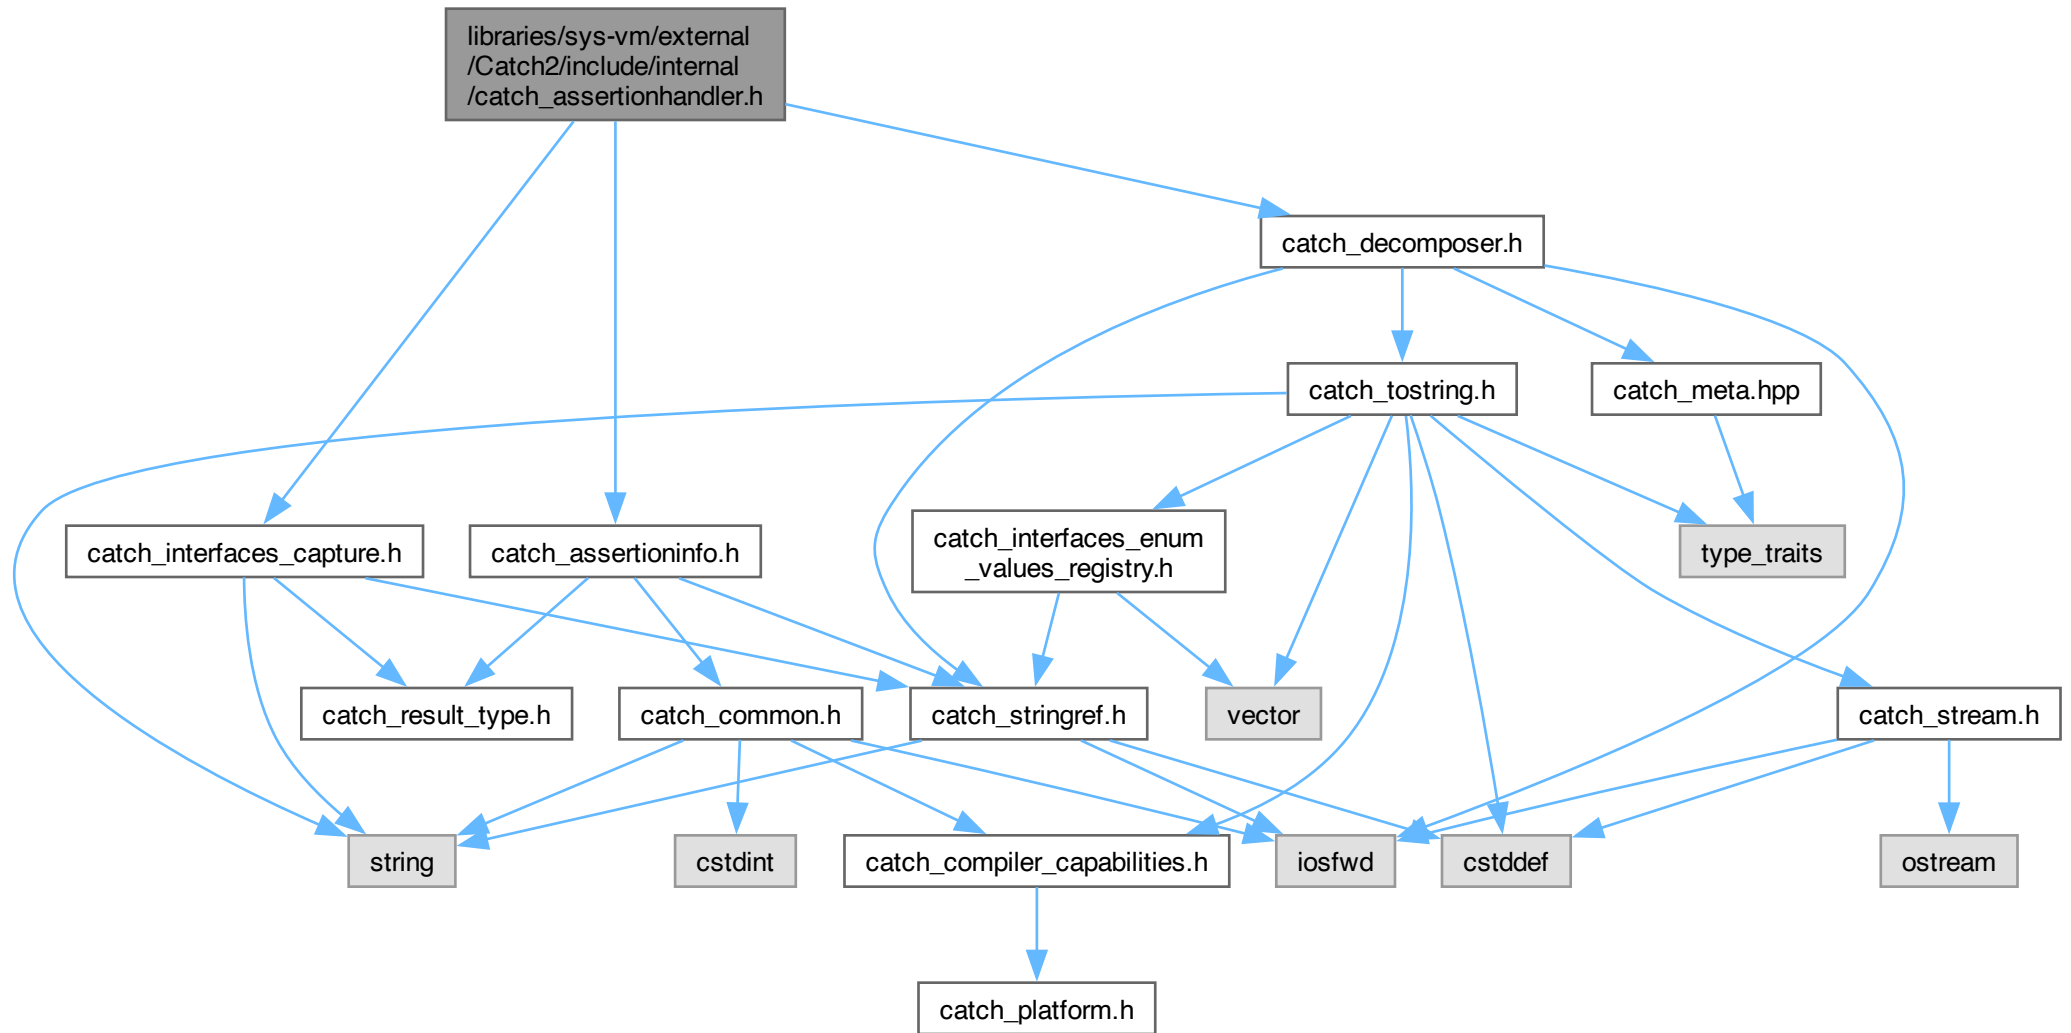 libraries/sys-vm/external
/Catch2/include/internal
/catch_assertionhandler.h
catch_decomposer.h
catch_tostring.h
catch_meta.hpp
catch_interfaces_capture.h
catch_assertioninfo.h
catch_interfaces_enum
_values_registry.h
type_traits
catch_result_type.h
catch_common.h
catch_stringref.h
vector
catch_stream.h
string
cstdint
catch_compiler_capabilities.h
iosfwd
cstddef
ostream
catch_platform.h